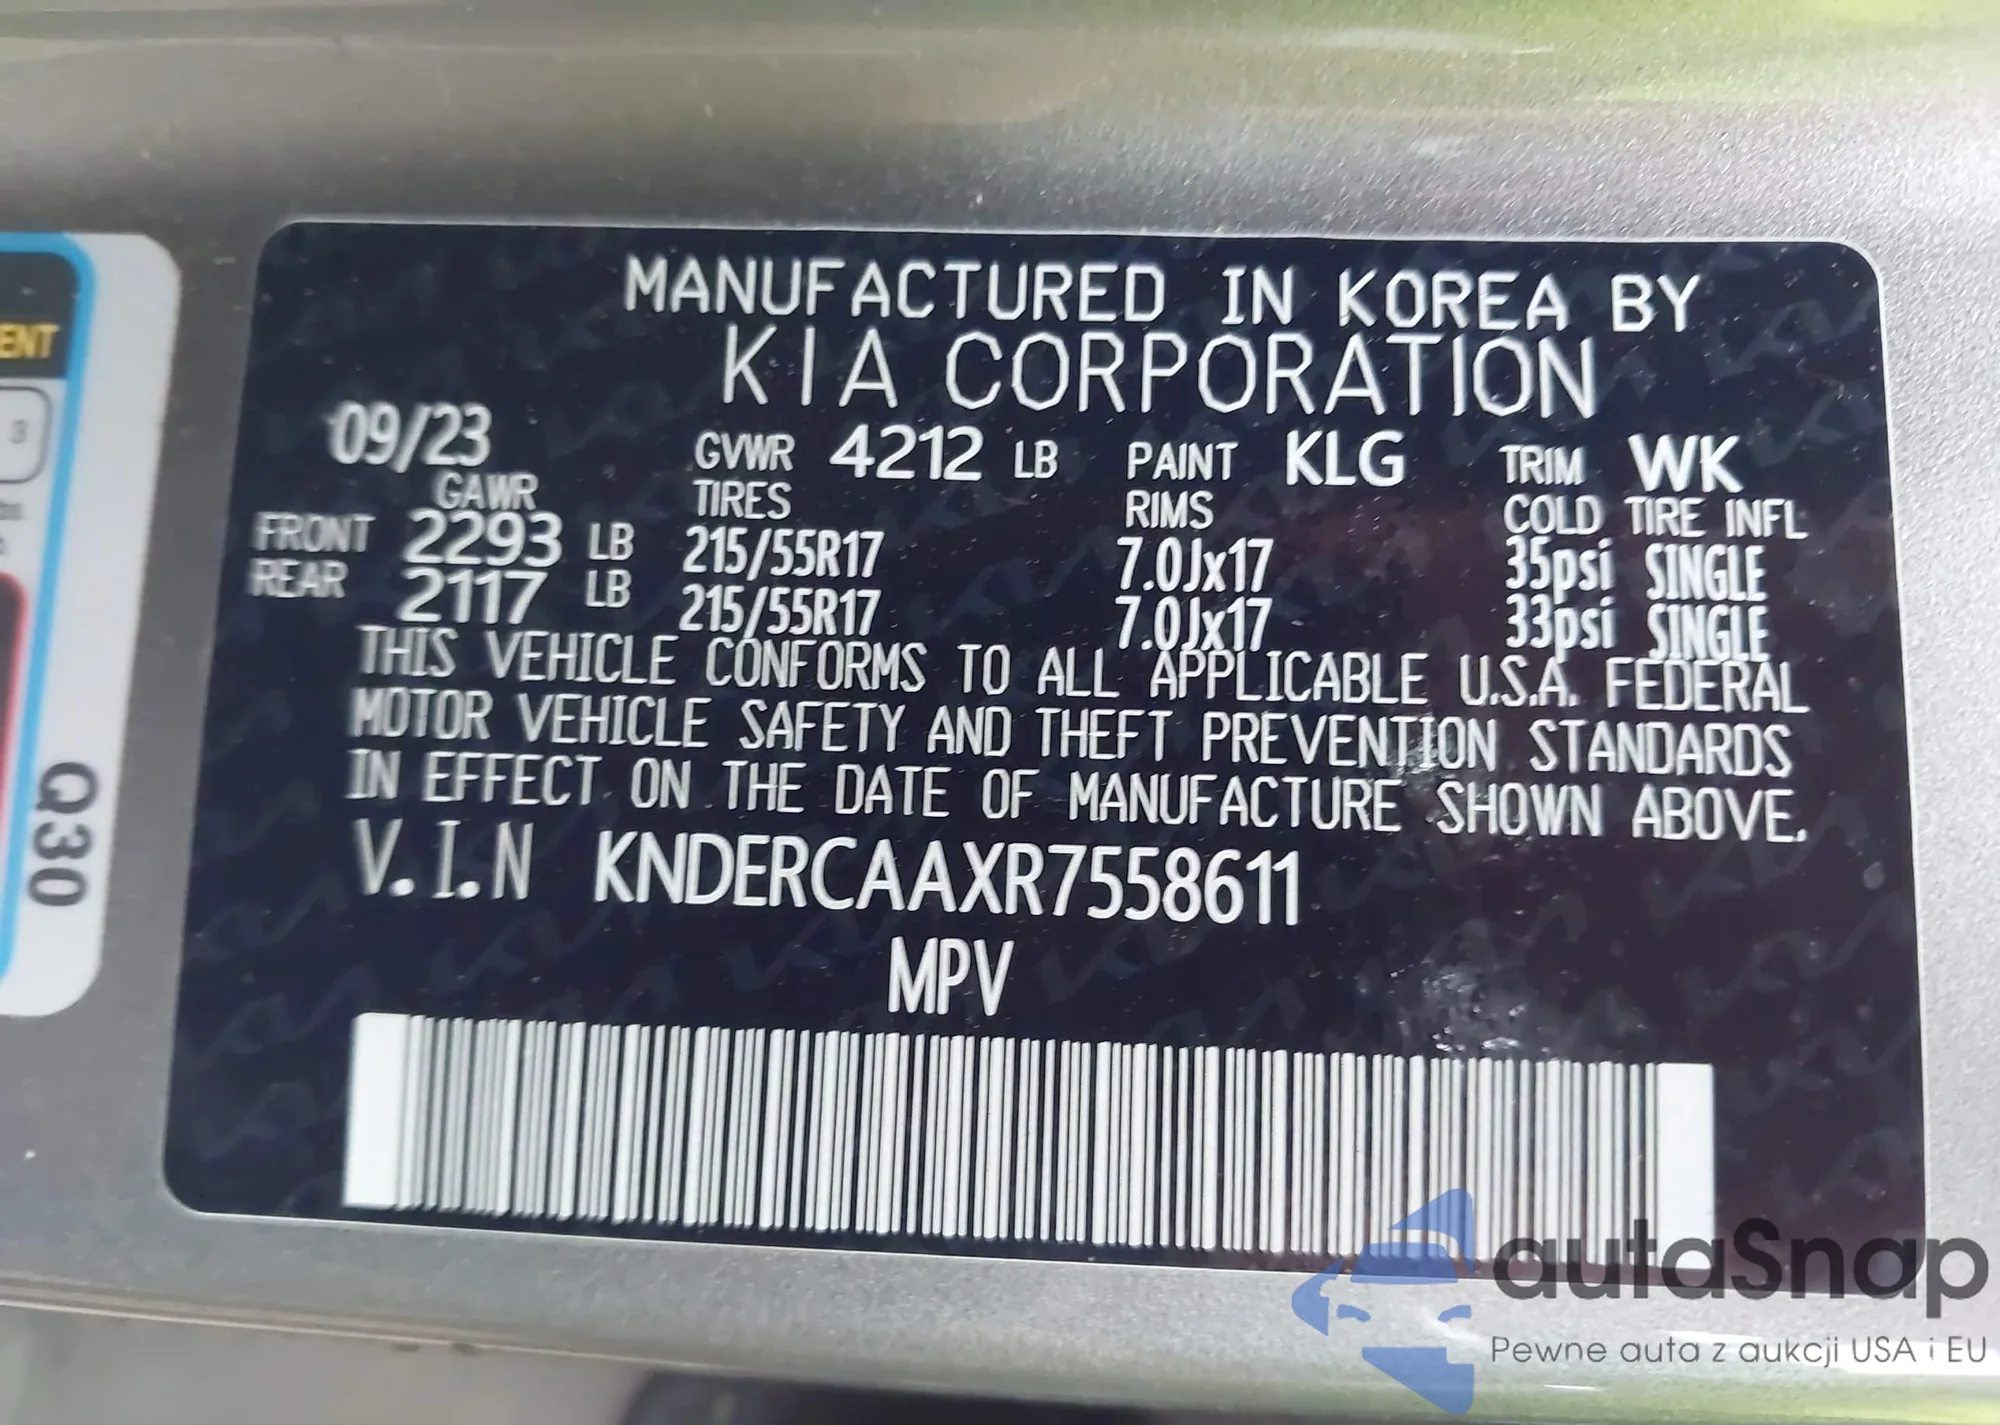 MANUFACTURED IN KOREA BY
KIA CORPORATION
09/23 GVWR 4212 LB PAINT KLG TRIM WK
GAWR TIRES RIMS COLD TIRE INFL
FRONT 2293 LB 215/55R17 7.0Jx17 35psi SINGLE
REAR 2117 LB 215/55R17 7.0Jx17 33psi SINGLE
THIS VEHICLE CONFORMS TO ALL APPLICABLE U.S.A. FEDERAL
MOTOR VEHICLE SAFETY AND THEFT PREVENTION STANDARDS
IN EFFECT ON THE DATE OF MANUFACTURE SHOWN ABOVE.
V.I.N KNDERCAAXR7558611
MPV
ENT
3
Q30
autaSnap
Pewne auta z aukcji USA i EU